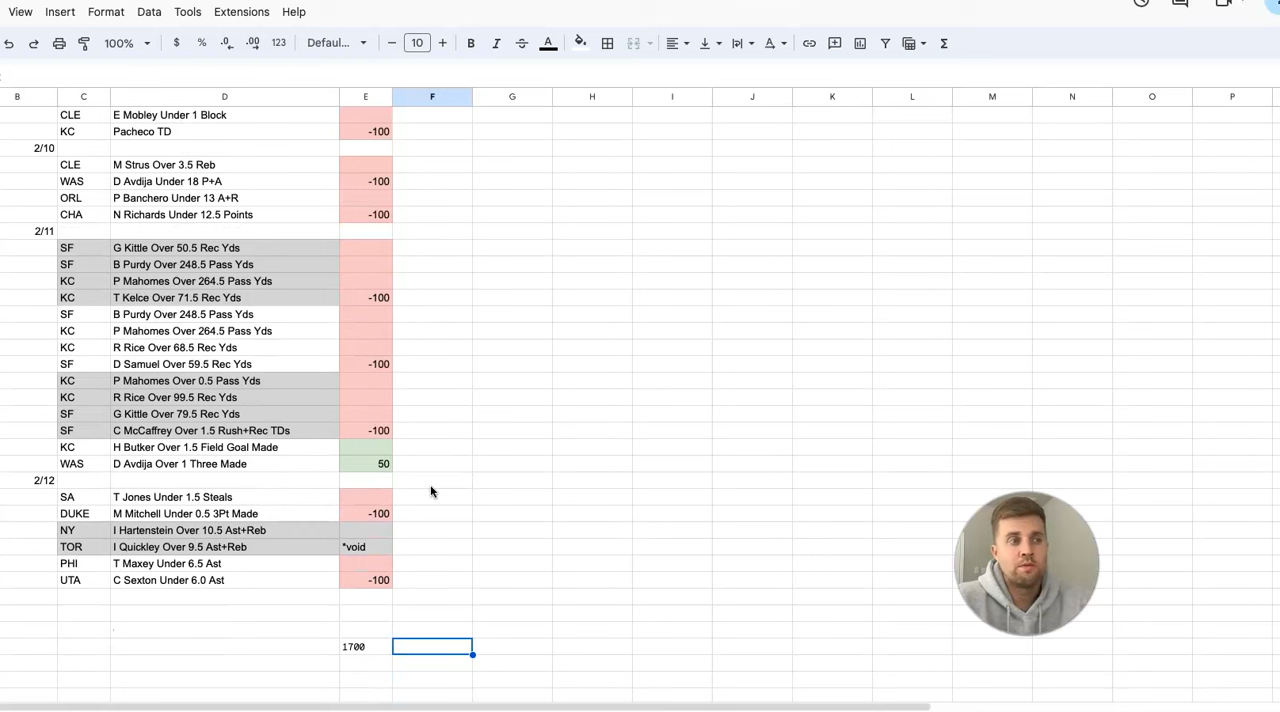 View Insert Format Data Tools Extensions Help
100% $ % .0 .00 123 Defaul... 10 B I A Σ
B C D E F G H I J K L M N O P
CLE E Mobley Under 1 Block
KC Pacheco TD -100
2/10
CLE M Strus Over 3.5 Reb
WAS D Avdija Under 18 P+A -100
ORL P Banchero Under 13 A+R
CHA N Richards Under 12.5 Points -100
2/11
SF G Kittle Over 50.5 Rec Yds
SF B Purdy Over 248.5 Pass Yds
KC P Mahomes Over 264.5 Pass Yds
KC T Kelce Over 71.5 Rec Yds -100
SF B Purdy Over 248.5 Pass Yds
KC P Mahomes Over 264.5 Pass Yds
KC R Rice Over 68.5 Rec Yds
SF D Samuel Over 59.5 Rec Yds -100
KC P Mahomes Over 0.5 Pass Yds
KC R Rice Over 99.5 Rec Yds
SF G Kittle Over 79.5 Rec Yds
SF C McCaffrey Over 1.5 Rush+Rec TDs -100
KC H Butker Over 1.5 Field Goal Made
WAS D Avdija Over 1 Three Made 50
2/12
SA T Jones Under 1.5 Steals
DUKE M Mitchell Under 0.5 3Pt Made -100
NY I Hartenstein Over 10.5 Ast+Reb
TOR I Quickley Over 9.5 Ast+Reb *void
PHI T Maxey Under 6.5 Ast
UTA C Sexton Under 6.0 Ast -100
1700